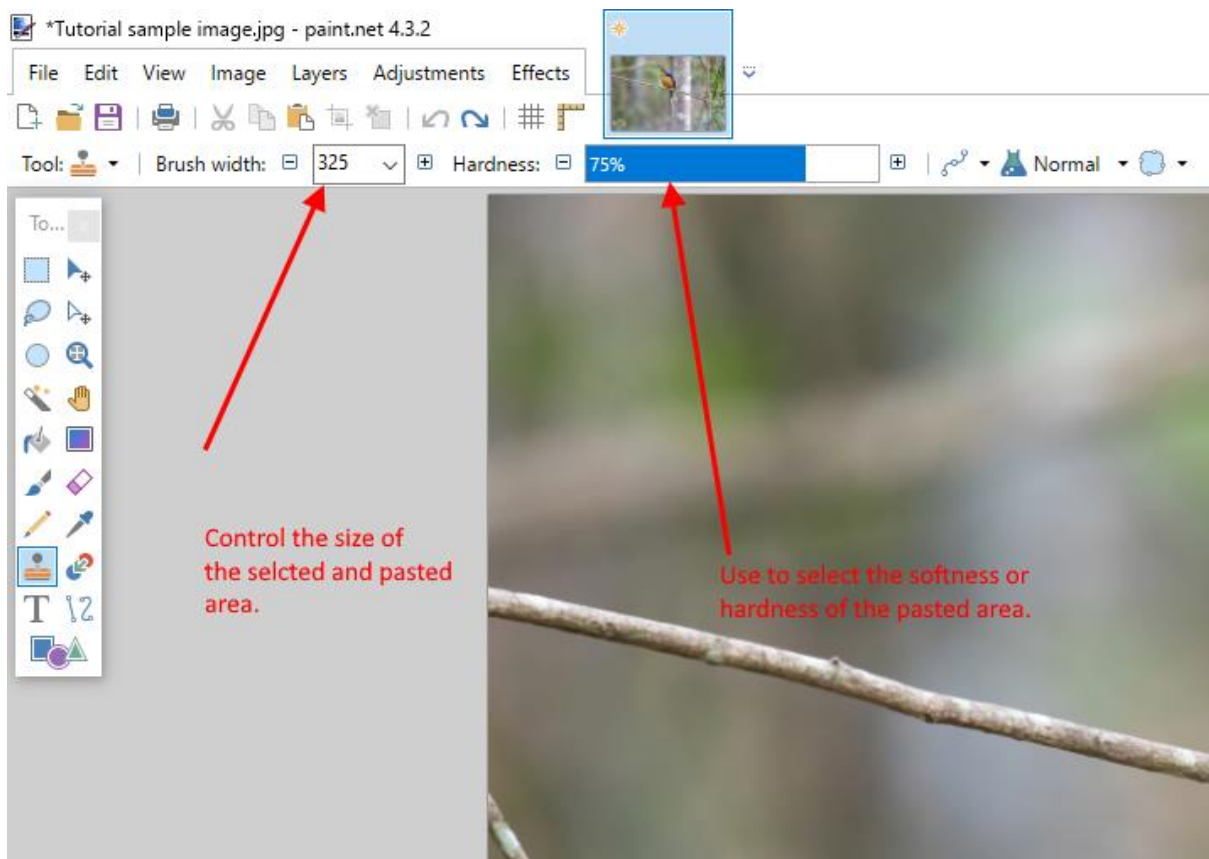 *Tutorial sample image.jpg - paint.net 4.3.2
File Edit View Image Layers Adjustments Effects
Tool: Brush width: 325 Hardness: 75% Normal
To...
Control the size of
the selcted and pasted
area.
Use to select the softness or
hardness of the pasted area.